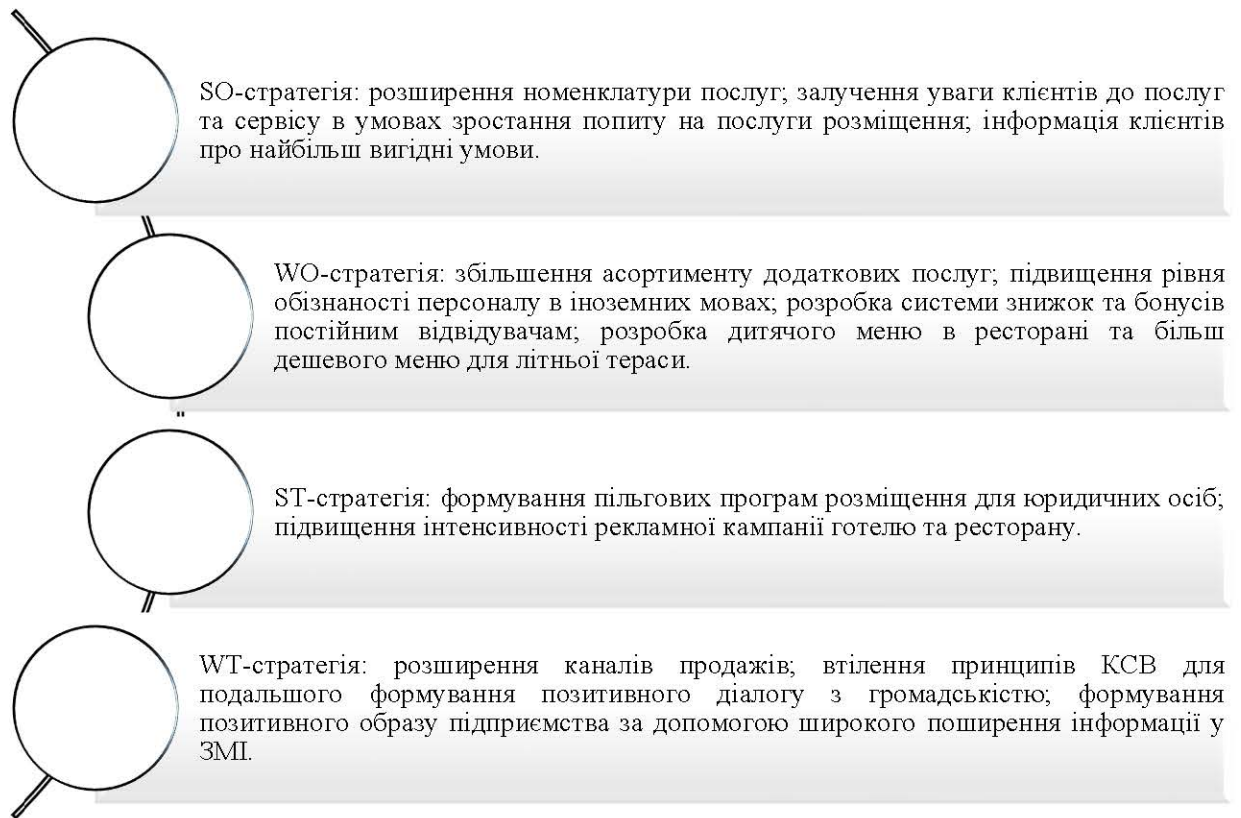 SO-стратегія: розширення номенклатури послуг; залучення уваги клієнтів до послуг
та сервісу в умовах зростання попиту на послуги розміщення; інформація клієнтів
про найбільш вигідні умови.
WO-стратегія: збільшення асортименту додаткових послуг; підвищення рівня
обізнаності персоналу в іноземних мовах; розробка системи знижок та бонусів
постійним відвідувачам; розробка дитячого меню в ресторані та більш
дешевого меню для літньої тераси.
ST-стратегія: формування пільгових програм розміщення для юридичних осіб;
підвищення інтенсивності рекламної кампанії готелю та ресторану.
WT-стратегія: розширення каналів продажів; втілення принципів КСВ для
подальшого формування позитивного діалогу з громадськістю; формування
позитивного образу підприємства за допомогою широкого поширення інформації у
ЗМІ.